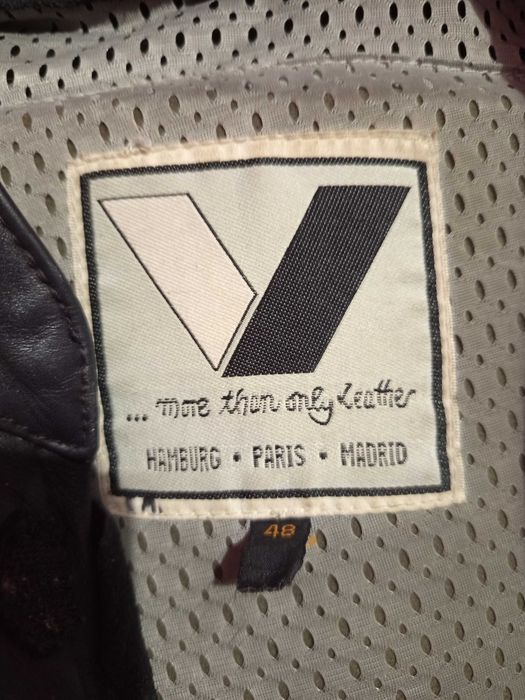 ... more than only Leather
HAMBURG • PARIS • MADRID
48